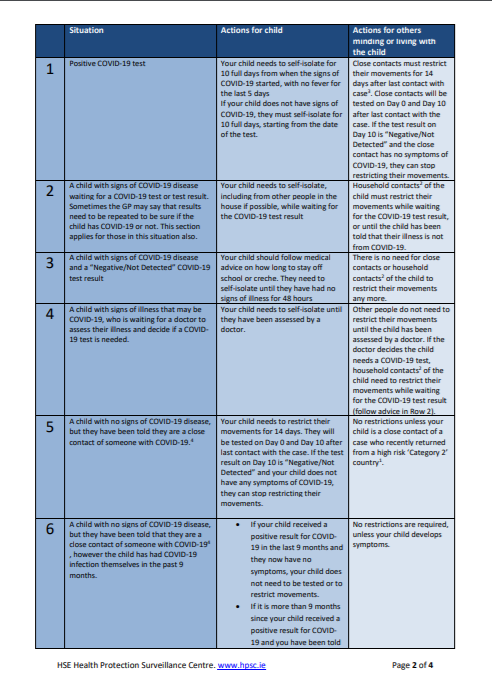 Situation
Actions for child
Actions for others
minding or living with
the child
1
Positive COVID-19 test
Your child needs to self-isolate for
10 full days from when the signs of
COVID-19 started, with no fever for
the last 5 days
If your child does not have signs of
COVID-19, they must self-isolate for
10 full days, starting from the date
of the test.
Close contacts must restrict
their movements for 14
days after last contact with
case³. Close contacts will be
tested on Day 0 and Day 10
after last contact with the
case. If the test result on
Day 10 is "Negative/Not
Detected" and the close
contact has no symptoms of
COVID-19, they can stop
restricting their movements.
2
A child with signs of COVID-19 disease
waiting for a COVID-19 test or test result.
Sometimes the GP may say that results
need to be repeated to be sure if the
child has COVID-19 or not. This section
applies for those in this situation also.
Your child needs to self-isolate,
including from other people in the
house if possible, while waiting for
the COVID-19 test result
Household contacts² of the
child must restrict their
movements while waiting
for the COVID-19 test result,
or until the child has been
told that their illness is not
from COVID-19.
3
A child with signs of COVID-19 disease
and a "Negative/Not Detected" COVID-19
test result
Your child should follow medical
advice on how long to stay off
school or creche. They need to
self-isolate until they have had no
signs of illness for 48 hours
There is no need for close
contacts or household
contacts² of the child to
restrict their movements
any more.
4
A child with signs of illness that may be
COVID-19, who is waiting for a doctor to
assess their illness and decide if a COVID-
19 test is needed.
Your child needs to self-isolate until
they have been assessed by a
doctor.
Other people do not need to
restrict their movements
until the child has been
assessed by a doctor. If the
doctor decides the child
needs a COVID-19 test,
household contacts² of the
child need to restrict their
movements while waiting
for the COVID-19 test result
(follow advice in Row 2).
5
A child with no signs of COVID-19 disease,
but they have been told they are a close
contact of someone with COVID-19.⁴
Your child needs to restrict their
movements for 14 days. They will
be tested on Day 0 and Day 10 after
last contact with the case. If the test
result on Day 10 is "Negative/Not
Detected" and your child does not
have any symptoms of COVID-19,
they can stop restricting their
movements.
No restrictions unless your
child is a close contact of a
case who recently returned
from a high risk 'Category 2'
country¹.
6
A child with no signs of COVID-19 disease,
but they have been told that they are a
close contact of someone with COVID-19⁴
, however the child has had COVID-19
infection themselves in the past 9
months.
• If your child received a
positive result for COVID-
19 in the last 9 months and
they now have no
symptoms, your child does
not need to be tested or to
restrict movements.
• If it is more than 9 months
since your child received a
positive result for COVID-
19 and you have been told
No restrictions are required,
unless your child develops
symptoms.
HSE Health Protection Surveillance Centre. www.hpsc.ie
Page 2 of 4